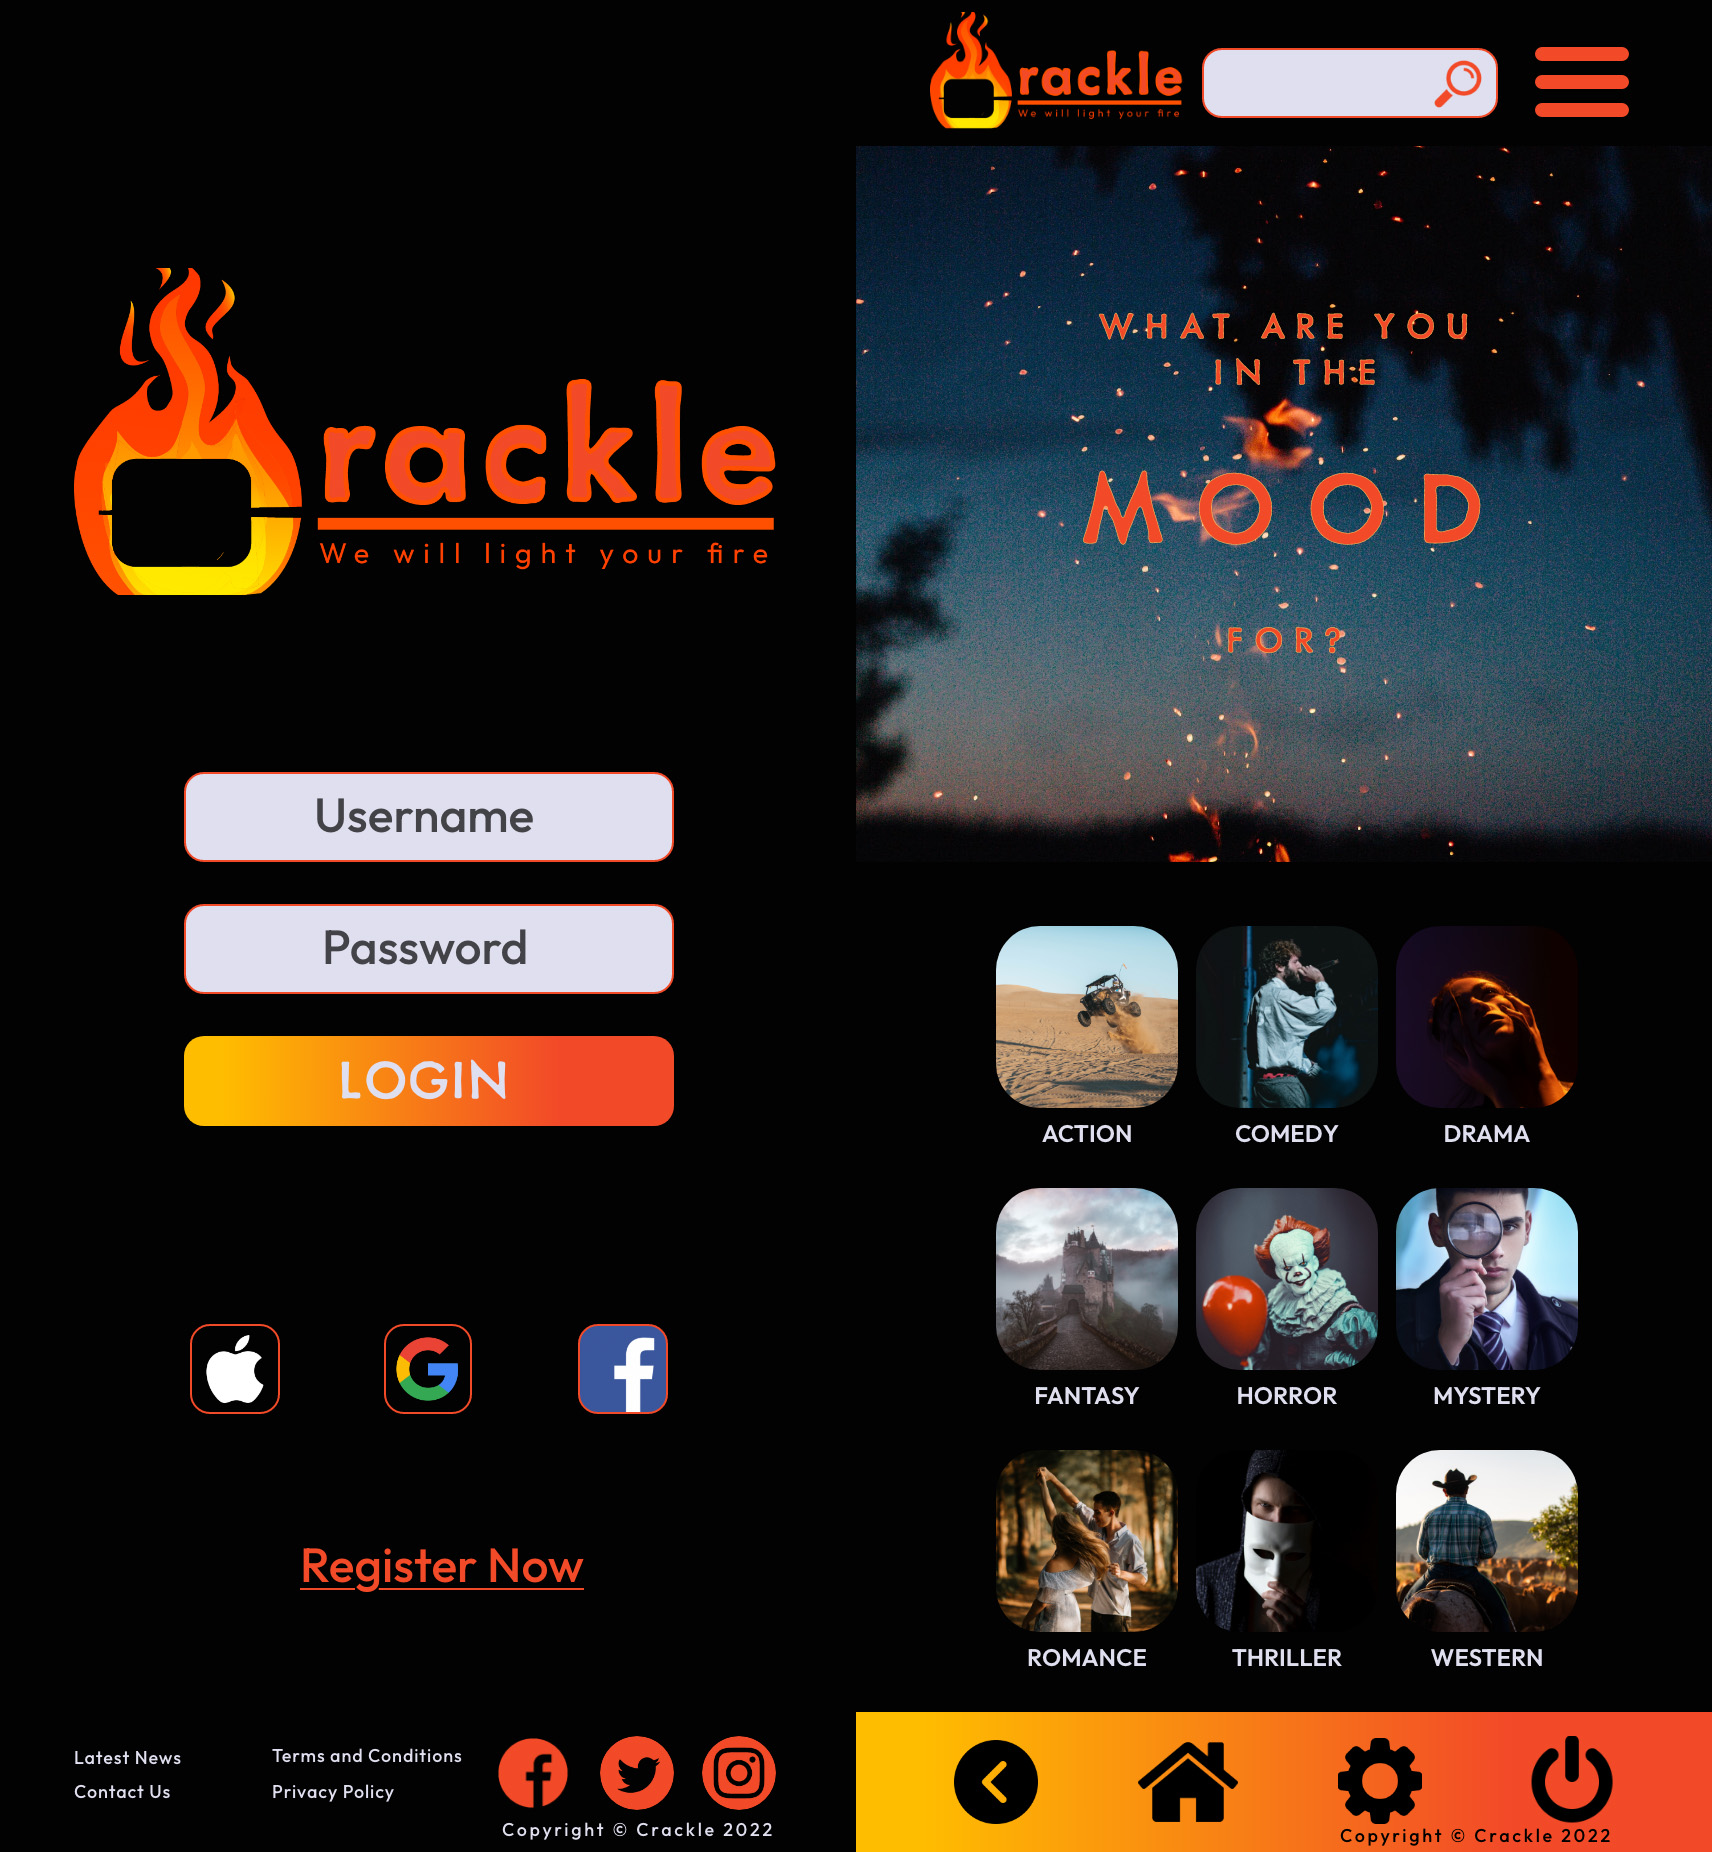 rackle
We will light your fire
Username
Password
LOGIN
Register Now
Latest News
Contact Us
Terms and Conditions
Privacy Policy
Copyright © Crackle 2022
rackle
We will light your fire
WHAT ARE YOU
IN THE
MOOD
FOR?
ACTION
COMEDY
DRAMA
FANTASY
HORROR
MYSTERY
ROMANCE
THRILLER
WESTERN
Copyright © Crackle 2022